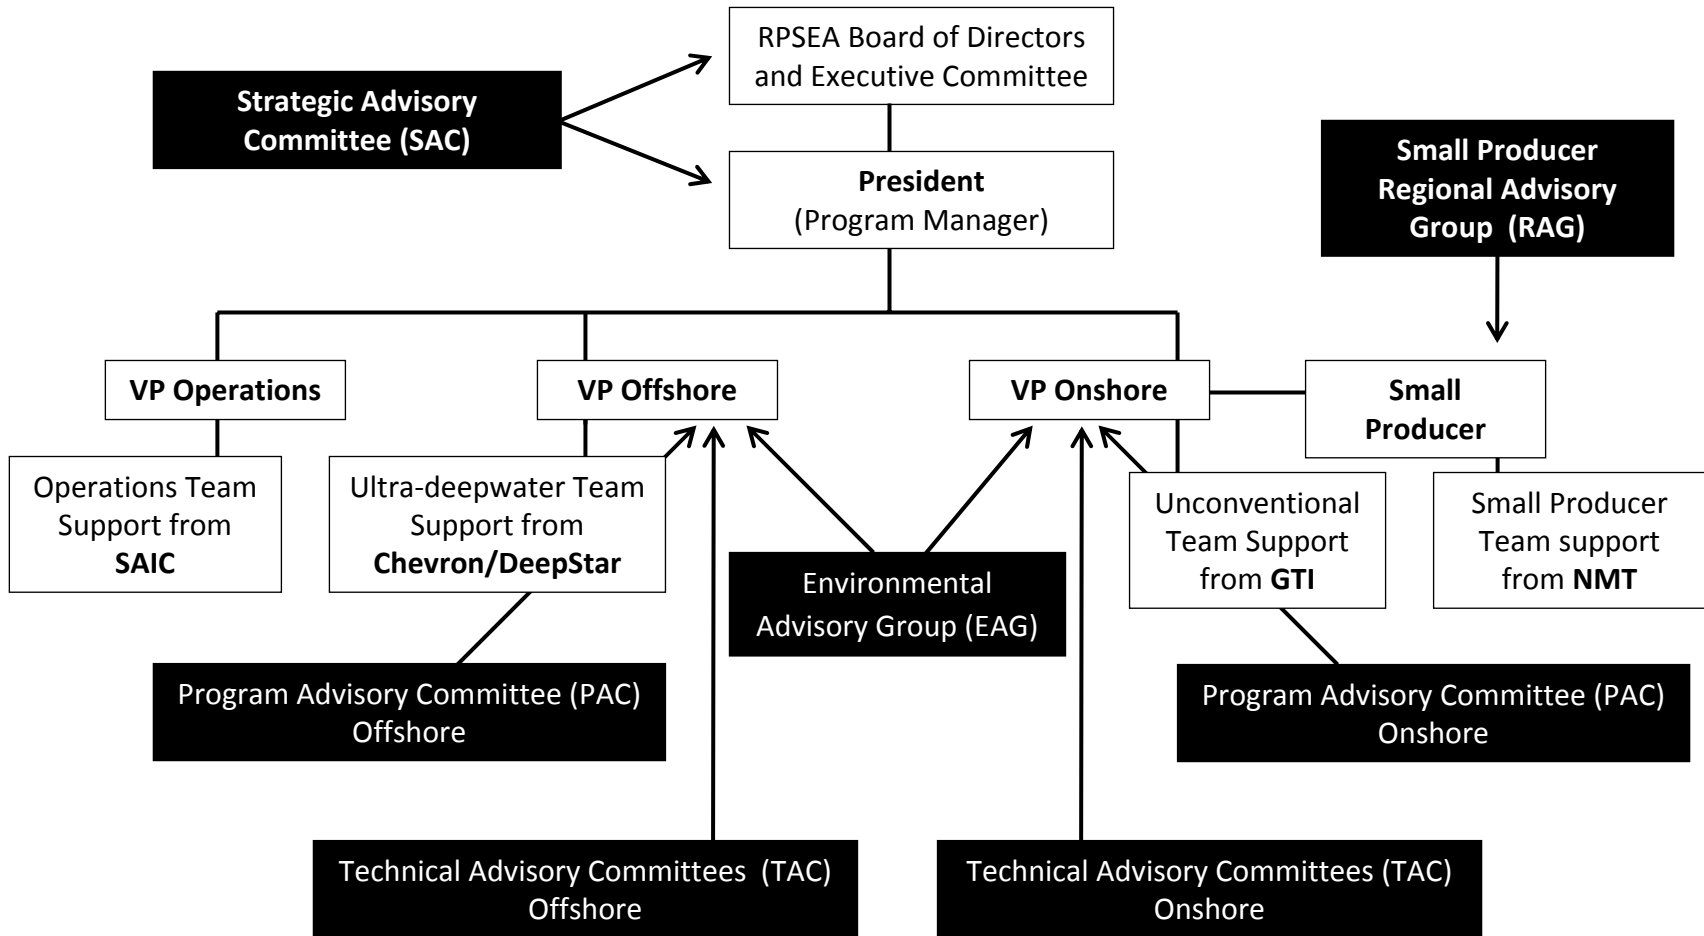 RPSEA Board of Directors
and Executive Committee
Strategic Advisory
Committee (SAC)
President
(Program Manager)
Small Producer
Regional Advisory
Group (RAG)
VP Operations
VP Offshore
VP Onshore
Small
Producer
Operations Team
Support from
SAIC
Ultra-deepwater Team
Support from
Chevron/DeepStar
Unconventional
Team Support
from GTI
Small Producer
Team support
from NMT
Environmental
Advisory Group (EAG)
Program Advisory Committee (PAC)
Offshore
Program Advisory Committee (PAC)
Onshore
Technical Advisory Committees (TAC)
Offshore
Technical Advisory Committees (TAC)
Onshore